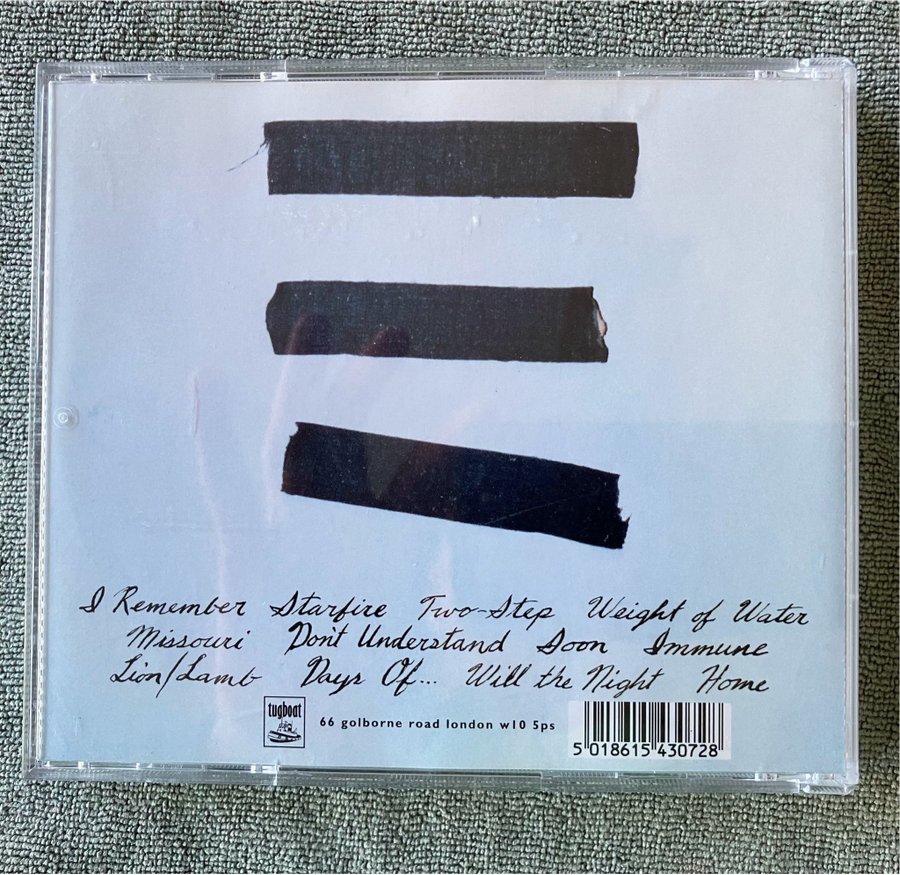 I Remember Starfire Two-Step Weight of Water
Missouri Don't Understand Soon Immune
Lion/Lamb Days Of... Will the Night Home
tugboat
66 golborne road london w10 5ps
5 018615 430728